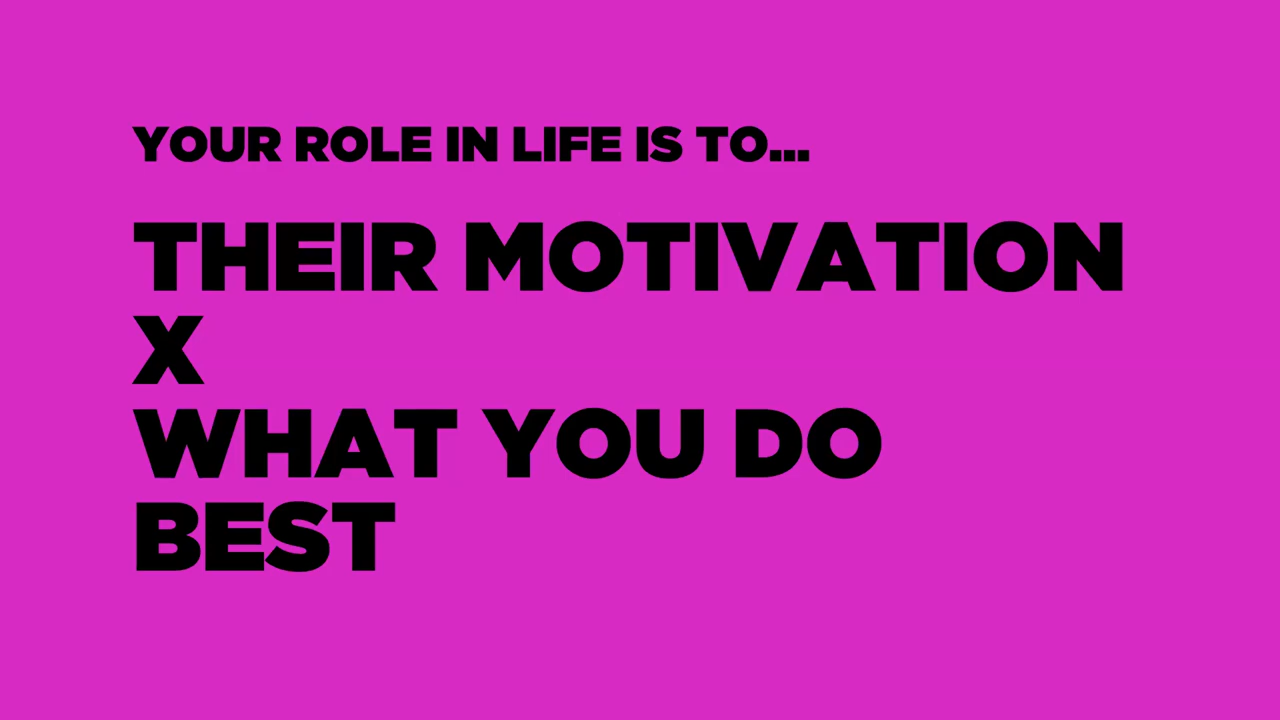 YOUR ROLE IN LIFE IS TO...
THEIR MOTIVATION
X
WHAT YOU DO
BEST